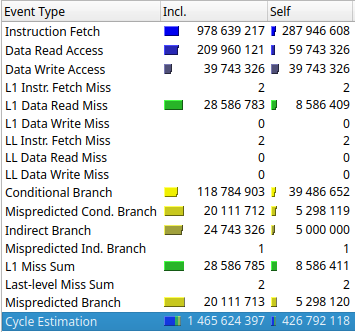 Event Type Incl. Self
Instruction Fetch 978 639 217 287 946 608
Data Read Access 209 960 121 59 743 326
Data Write Access 39 743 326 39 743 326
L1 Instr. Fetch Miss 2 2
L1 Data Read Miss 28 586 783 8 586 409
L1 Data Write Miss 0 0
LL Instr. Fetch Miss 2 2
LL Data Read Miss 0 0
LL Data Write Miss 0 0
Conditional Branch 118 784 903 39 486 652
Mispredicted Cond. Branch 20 111 712 5 298 119
Indirect Branch 24 743 326 5 000 000
Mispredicted Ind. Branch 1 1
L1 Miss Sum 28 586 785 8 586 411
Last-level Miss Sum 2 2
Mispredicted Branch 20 111 713 5 298 120
Cycle Estimation 1 465 624 397 426 792 118